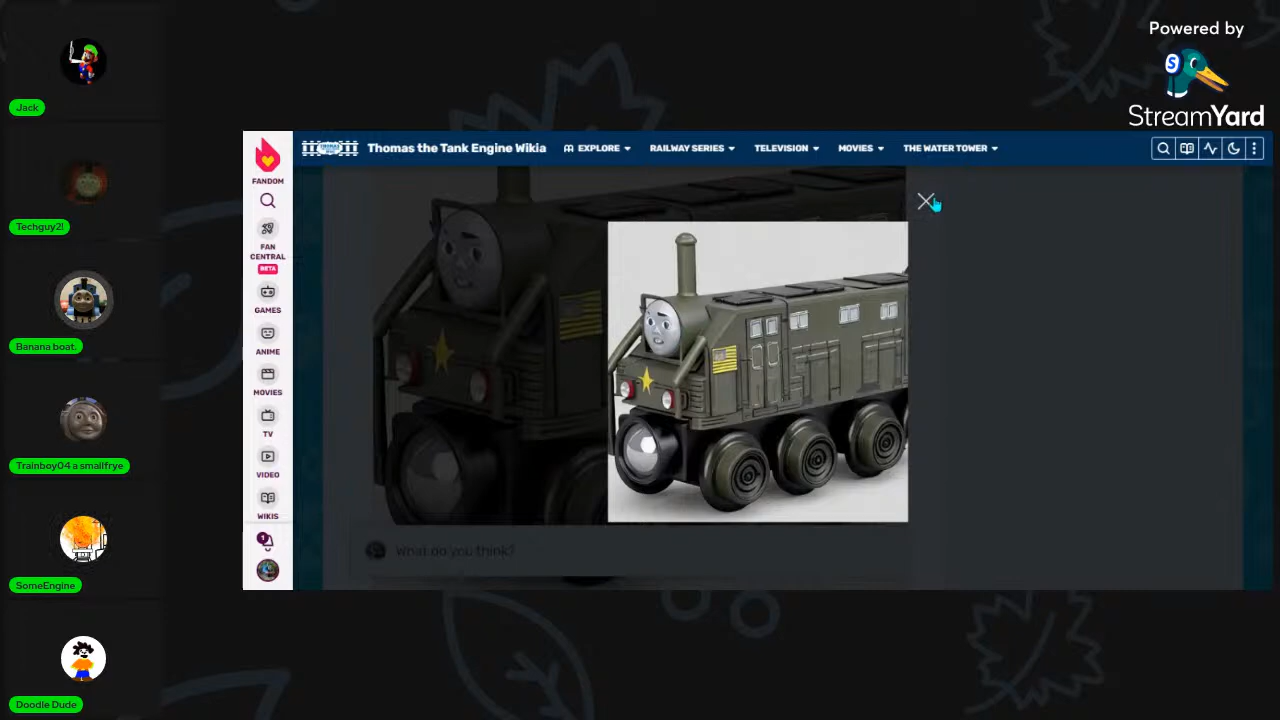 Powered by
StreamYard
Jack
Techguy2!
Banana boat.
Trainboy04 a smallfrye
SomeEngine
Doodle Dude
FANDOM
FAN
CENTRAL
BETA
GAMES
ANIME
MOVIES
TV
VIDEO
WIKIS
1
Thomas the Tank Engine Wikia
EXPLORE
RAILWAY SERIES
TELEVISION
MOVIES
THE WATER TOWER
What do you think?